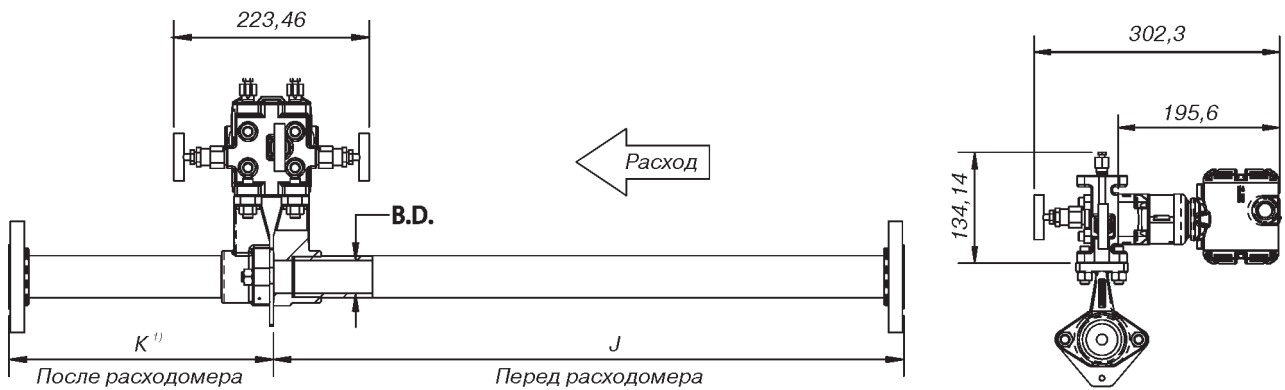 223,46
302,3
195,6
134,14
Расход
B.D.
K 1)
J
После расходомера
Перед расходомера